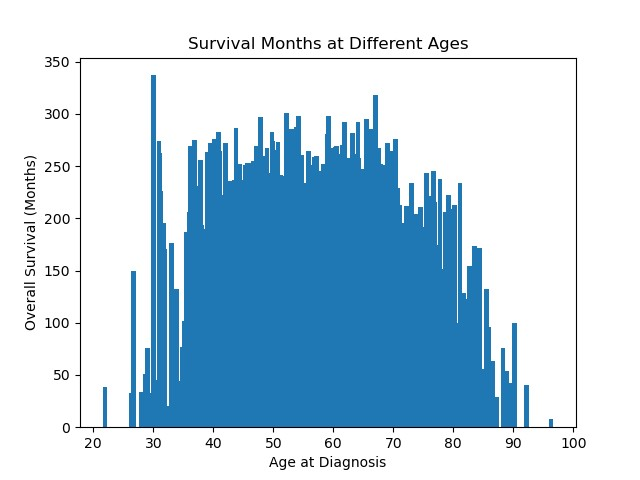 Survival Months at Different Ages
350
300
250
200
150
100
50
0
Overall Survival (Months)
20 30 40 50 60 70 80 90 100
Age at Diagnosis